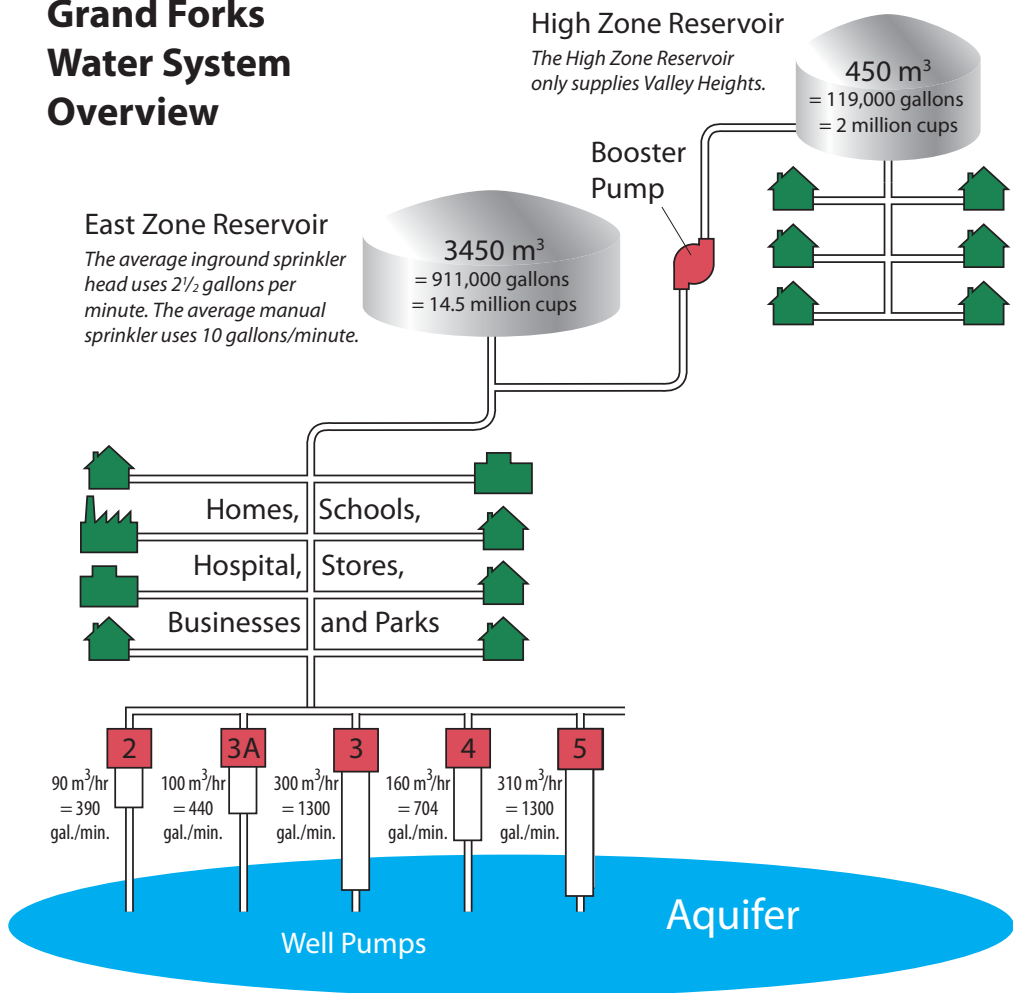 Grand Forks
Water System
Overview
High Zone Reservoir
The High Zone Reservoir
only supplies Valley Heights.
450 m³
= 119,000 gallons
= 2 million cups
Booster
Pump
East Zone Reservoir
The average inground sprinkler
head uses 2½ gallons per
minute. The average manual
sprinkler uses 10 gallons/minute.
3450 m³
= 911,000 gallons
= 14.5 million cups
Homes, Schools,
Hospital, Stores,
Businesses and Parks
2
90 m³/hr
= 390
gal./min.
3A
100 m³/hr
= 440
gal./min.
3
300 m³/hr
= 1300
gal./min.
4
160 m³/hr
= 704
gal./min.
5
310 m³/hr
= 1300
gal./min.
Aquifer
Well Pumps